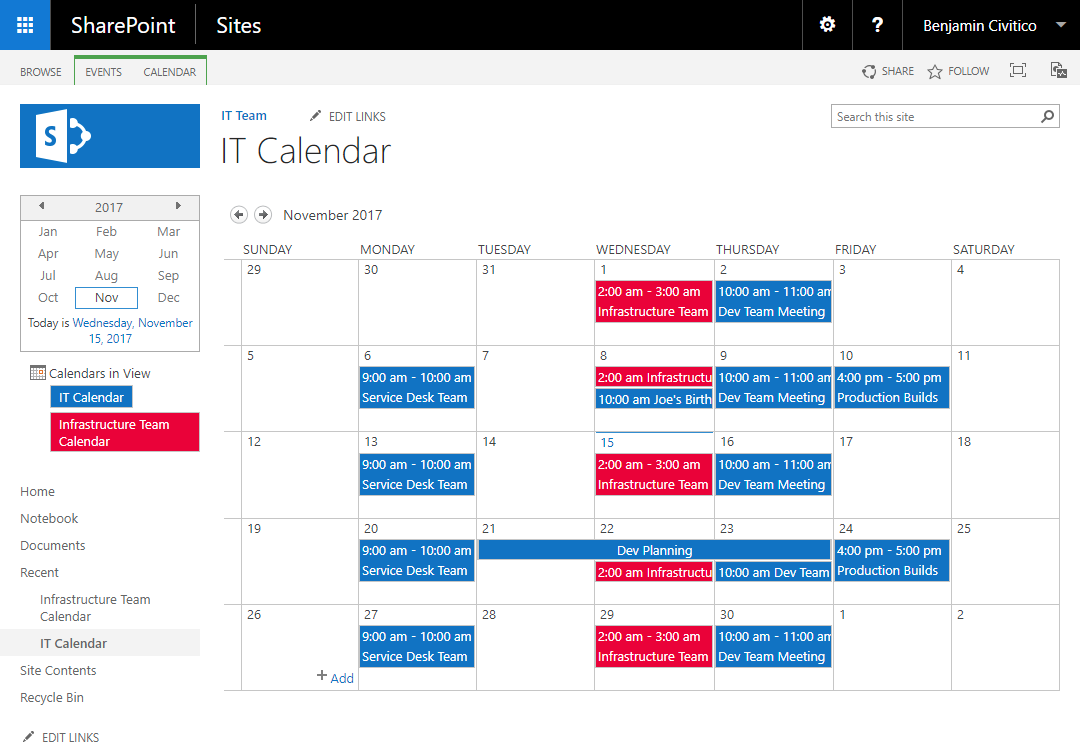 SharePoint Sites ? Benjamin Civitico
BROWSE EVENTS CALENDAR SHARE FOLLOW
S
IT Team EDIT LINKS
Search this site
IT Calendar
2017
Jan Feb Mar
Apr May Jun
Jul Aug Sep
Oct Nov Dec
Today is Wednesday, November
15, 2017
Calendars in View
IT Calendar
Infrastructure Team
Calendar
Home
Notebook
Documents
Recent
Infrastructure Team
Calendar
IT Calendar
Site Contents
Recycle Bin
EDIT LINKS
November 2017
SUNDAY MONDAY TUESDAY WEDNESDAY THURSDAY FRIDAY SATURDAY
29 30 31 1 2 3 4
2:00 am - 3:00 am 10:00 am - 11:00 am
Infrastructure Team Dev Team Meeting
5 6 7 8 9 10 11
9:00 am - 10:00 am 2:00 am Infrastructu 10:00 am - 11:00 am 4:00 pm - 5:00 pm
Service Desk Team 10:00 am Joe's Birth Dev Team Meeting Production Builds
12 13 14 15 16 17 18
9:00 am - 10:00 am 2:00 am - 3:00 am 10:00 am - 11:00 am
Service Desk Team Infrastructure Team Dev Team Meeting
19 20 21 22 23 24 25
9:00 am - 10:00 am Dev Planning 4:00 pm - 5:00 pm
Service Desk Team 2:00 am Infrastructu 10:00 am Dev Team Production Builds
26 27 28 29 30 1 2
9:00 am - 10:00 am 2:00 am - 3:00 am 10:00 am - 11:00 am
Service Desk Team Infrastructure Team Dev Team Meeting
+ Add